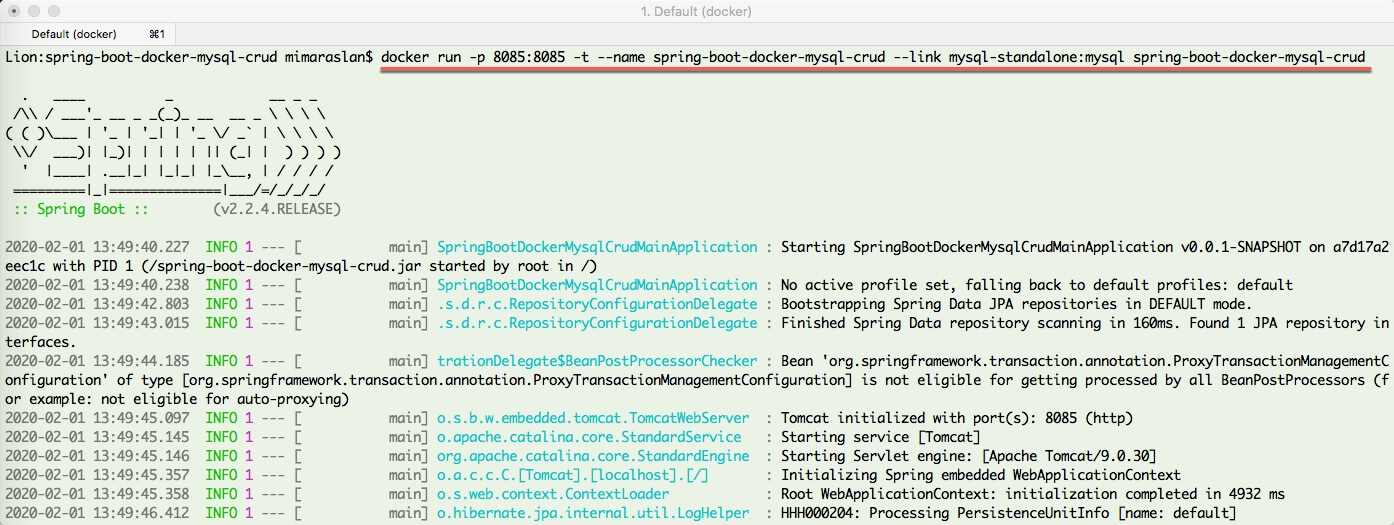 1. Default (docker)
Default (docker) ⌘1
Lion:spring-boot-docker-mysql-crud mimaraslan$ docker run -p 8085:8085 -t --name spring-boot-docker-mysql-crud --link mysql-standalone:mysql spring-boot-docker-mysql-crud
  .   ____          _            __ _ _
 /\\ / ___'_ __ _ _(_)_ __  __ _ \ \ \ \
( ( )\___ | '_ | '_| | '_ \/ _` | \ \ \ \
 \\/  ___)| |_)| | | | | || (_| |  ) ) ) )
  '  |____| .__|_| |_|_| |_\__, | / / / /
 =========|_|==============|___/=/_/_/_/
 :: Spring Boot ::        (v2.2.4.RELEASE)
2020-02-01 13:49:40.227  INFO 1 --- [           main] SpringBootDockerMysqlCrudMainApplication : Starting SpringBootDockerMysqlCrudMainApplication v0.0.1-SNAPSHOT on a7d17a2
eec1c with PID 1 (/spring-boot-docker-mysql-crud.jar started by root in /)
2020-02-01 13:49:40.238  INFO 1 --- [           main] SpringBootDockerMysqlCrudMainApplication : No active profile set, falling back to default profiles: default
2020-02-01 13:49:42.803  INFO 1 --- [           main] .s.d.r.c.RepositoryConfigurationDelegate : Bootstrapping Spring Data JPA repositories in DEFAULT mode.
2020-02-01 13:49:43.015  INFO 1 --- [           main] .s.d.r.c.RepositoryConfigurationDelegate : Finished Spring Data repository scanning in 160ms. Found 1 JPA repository in
terfaces.
2020-02-01 13:49:44.185  INFO 1 --- [           main] trationDelegate$BeanPostProcessorChecker : Bean 'org.springframework.transaction.annotation.ProxyTransactionManagementC
onfiguration' of type [org.springframework.transaction.annotation.ProxyTransactionManagementConfiguration] is not eligible for getting processed by all BeanPostProcessors (f
or example: not eligible for auto-proxying)
2020-02-01 13:49:45.097  INFO 1 --- [           main] o.s.b.w.embedded.tomcat.TomcatWebServer  : Tomcat initialized with port(s): 8085 (http)
2020-02-01 13:49:45.145  INFO 1 --- [           main] o.apache.catalina.core.StandardService   : Starting service [Tomcat]
2020-02-01 13:49:45.146  INFO 1 --- [           main] org.apache.catalina.core.StandardEngine  : Starting Servlet engine: [Apache Tomcat/9.0.30]
2020-02-01 13:49:45.357  INFO 1 --- [           main] o.a.c.c.C.[Tomcat].[localhost].[/]       : Initializing Spring embedded WebApplicationContext
2020-02-01 13:49:45.358  INFO 1 --- [           main] o.s.web.context.ContextLoader            : Root WebApplicationContext: initialization completed in 4932 ms
2020-02-01 13:49:46.412  INFO 1 --- [           main] o.hibernate.jpa.internal.util.LogHelper  : HHH000204: Processing PersistenceUnitInfo [name: default]